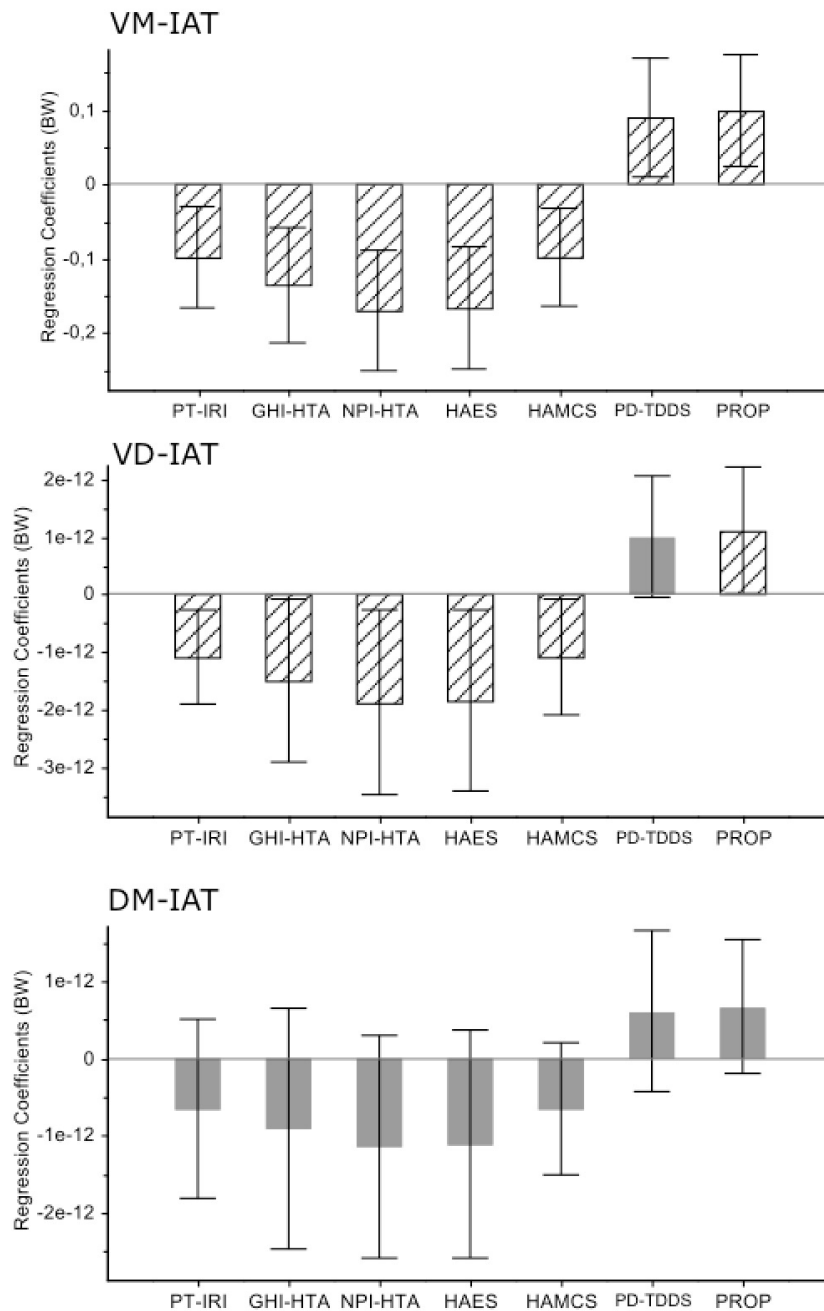 VM-IAT
Regression Coefficients (BW)
0,1
0
-0,1
-0,2
PT-IRI GHI-HTA NPI-HTA HAES HAMCS PD-TDDS PROP
VD-IAT
Regression Coefficients (BW)
2e-12
1e-12
0
-1e-12
-2e-12
-3e-12
PT-IRI GHI-HTA NPI-HTA HAES HAMCS PD-TDDS PROP
DM-IAT
Regression Coefficients (BW)
1e-12
0
-1e-12
-2e-12
PT-IRI GHI-HTA NPI-HTA HAES HAMCS PD-TDDS PROP